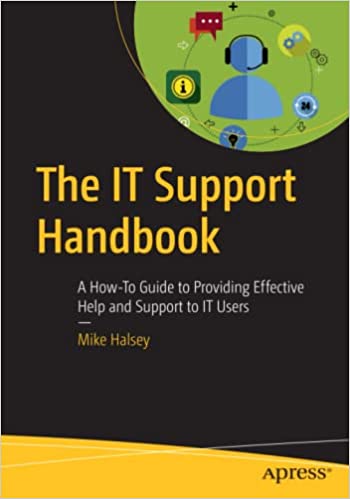 The IT Support
Handbook
A How-To Guide to Providing Effective
Help and Support to IT Users
—
Mike Halsey
Apress®